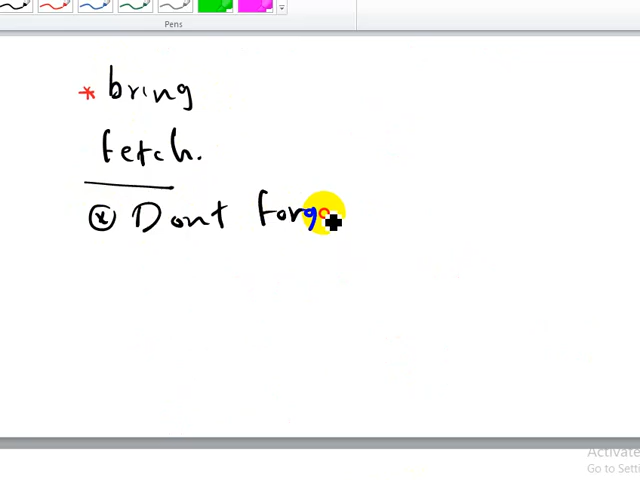 Pens
* bring
fetch.
* Dont forg
Activate
Go to Setti